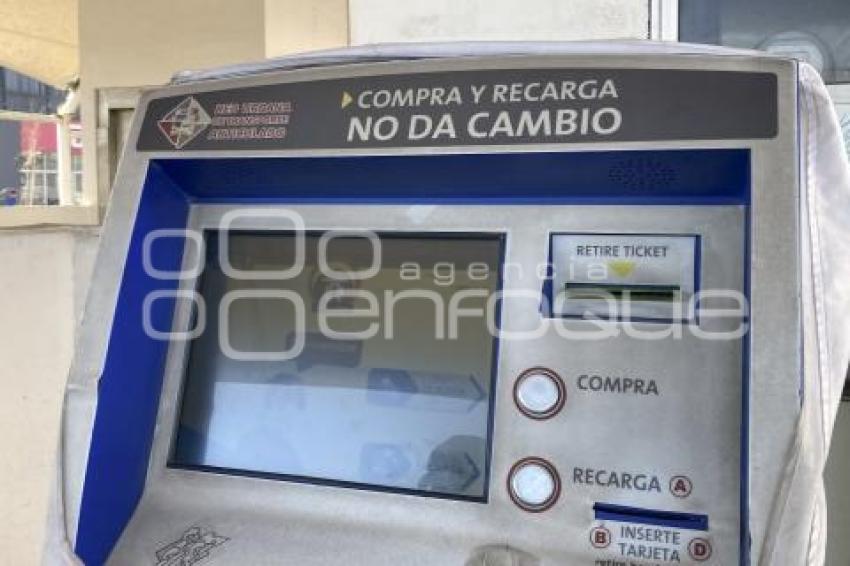 RED URBANA
DE TRANSPORTE
ARTICULADO
COMPRA Y RECARGA
NO DA CAMBIO
RETIRE TICKET
agencia
enfoque
COMPRA
RECARGA A
B INSERTE D
TARJETA